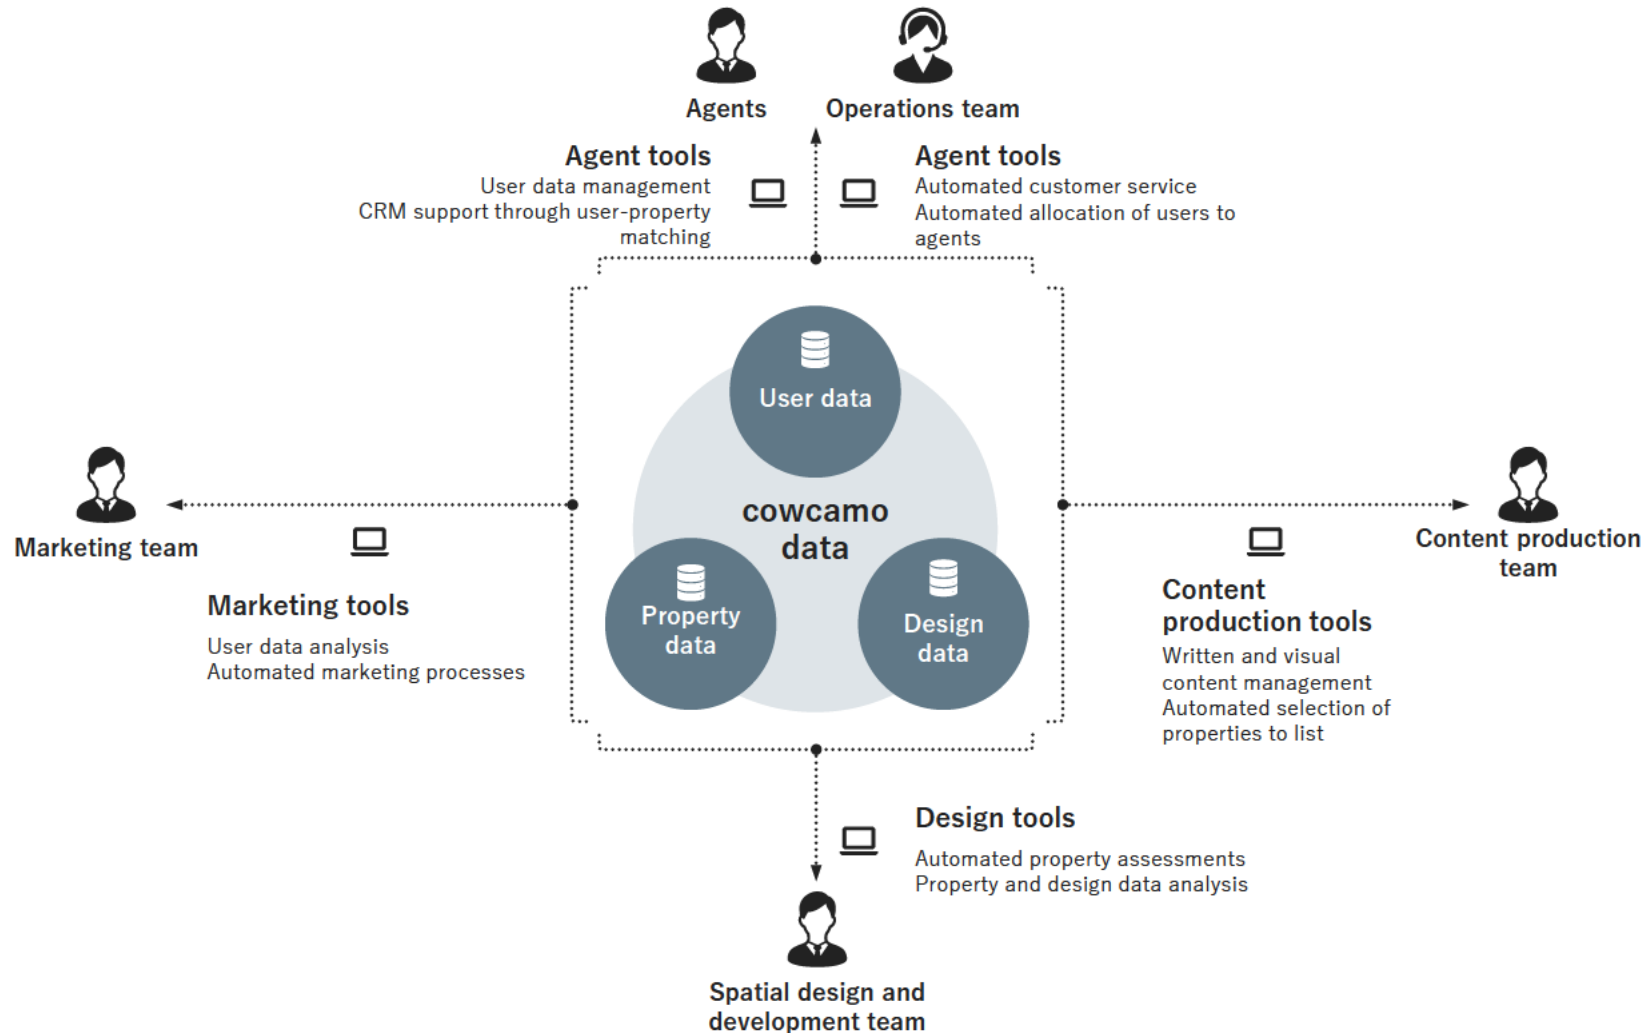 Agents
Operations team
Agent tools
User data management
CRM support through user-property
matching
Agent tools
Automated customer service
Automated allocation of users to
agents
User data
cowcamo
data
Property
data
Design
data
Marketing team
Marketing tools
User data analysis
Automated marketing processes
Content production
team
Content
production tools
Written and visual
content management
Automated selection of
properties to list
Design tools
Automated property assessments
Property and design data analysis
Spatial design and
development team